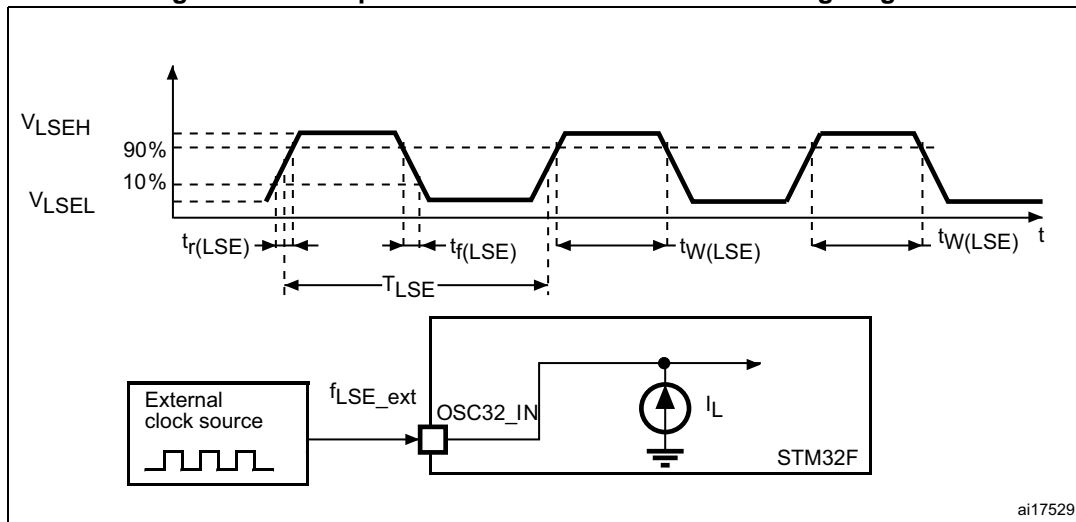 VLSEH
90%
10%
VLSEL
tr(LSE)
tf(LSE)
tW(LSE)
tW(LSE)
t
TLSE
External
clock source
fLSE_ext
OSC32_IN
IL
STM32F
ai17529